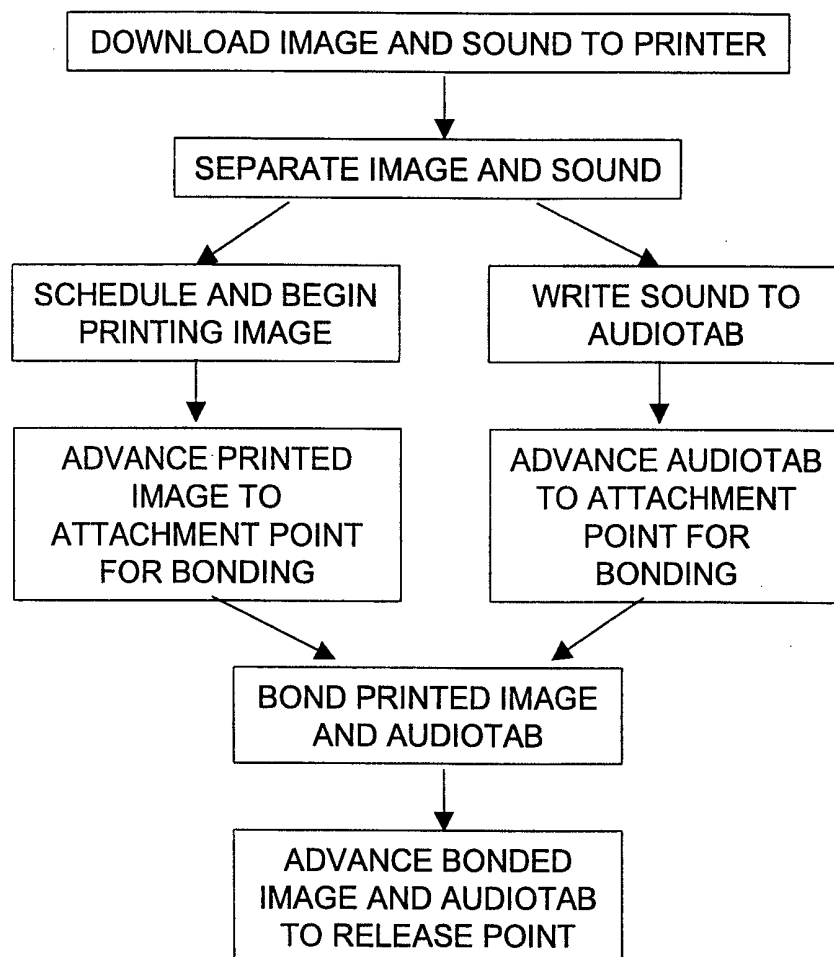 DOWNLOAD IMAGE AND SOUND TO PRINTER
SEPARATE IMAGE AND SOUND
SCHEDULE AND BEGIN
PRINTING IMAGE
WRITE SOUND TO
AUDIOTAB
ADVANCE PRINTED
IMAGE TO
ATTACHMENT POINT
FOR BONDING
ADVANCE AUDIOTAB
TO ATTACHMENT
POINT FOR
BONDING
BOND PRINTED IMAGE
AND AUDIOTAB
ADVANCE BONDED
IMAGE AND AUDIOTAB
TO RELEASE POINT